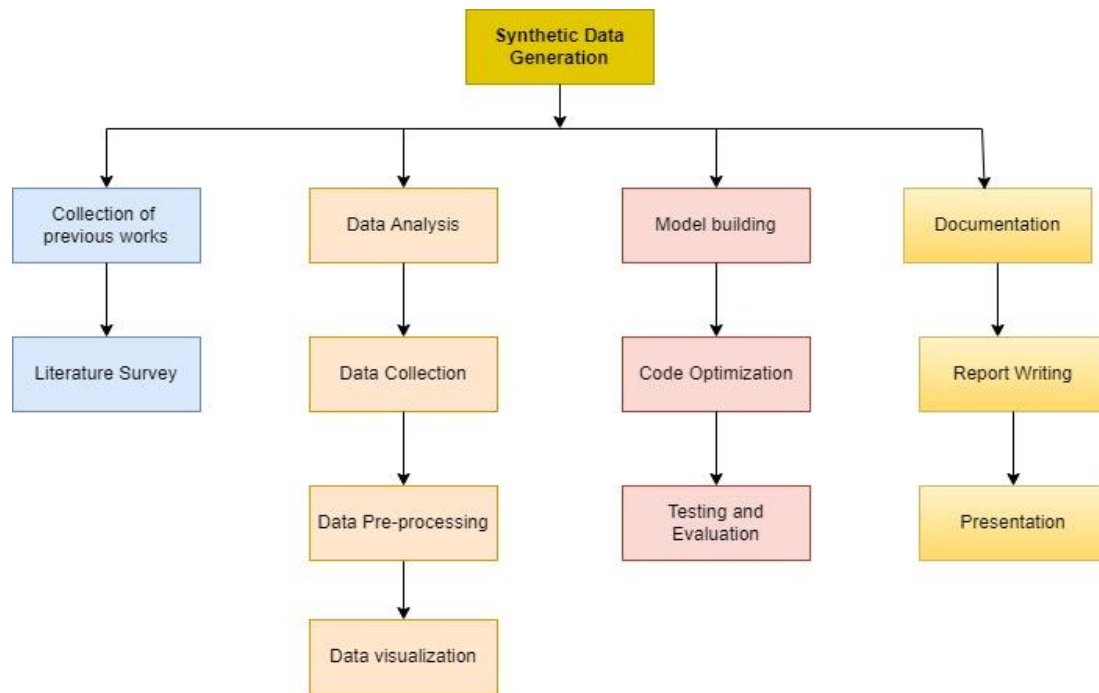 Synthetic Data
Generation
Collection of
previous works
Data Analysis
Model building
Documentation
Literature Survey
Data Collection
Code Optimization
Report Writing
Data Pre-processing
Testing and
Evaluation
Presentation
Data visualization